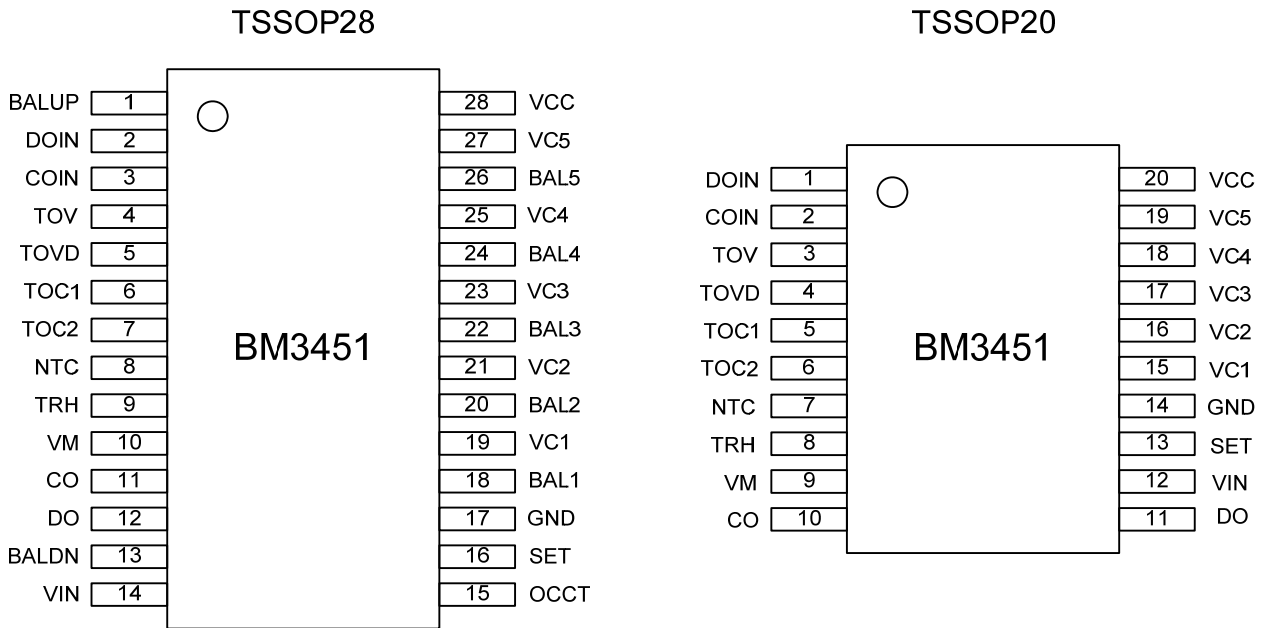 TSSOP28
BALUP 1
DOIN 2
COIN 3
TOV 4
TOVD 5
TOC1 6
TOC2 7
NTC 8
TRH 9
VM 10
CO 11
DO 12
BALDN 13
VIN 14
BM3451
28 VCC
27 VC5
26 BAL5
25 VC4
24 BAL4
23 VC3
22 BAL3
21 VC2
20 BAL2
19 VC1
18 BAL1
17 GND
16 SET
15 OCCT
TSSOP20
DOIN 1
COIN 2
TOV 3
TOVD 4
TOC1 5
TOC2 6
NTC 7
TRH 8
VM 9
CO 10
BM3451
20 VCC
19 VC5
18 VC4
17 VC3
16 VC2
15 VC1
14 GND
13 SET
12 VIN
11 DO